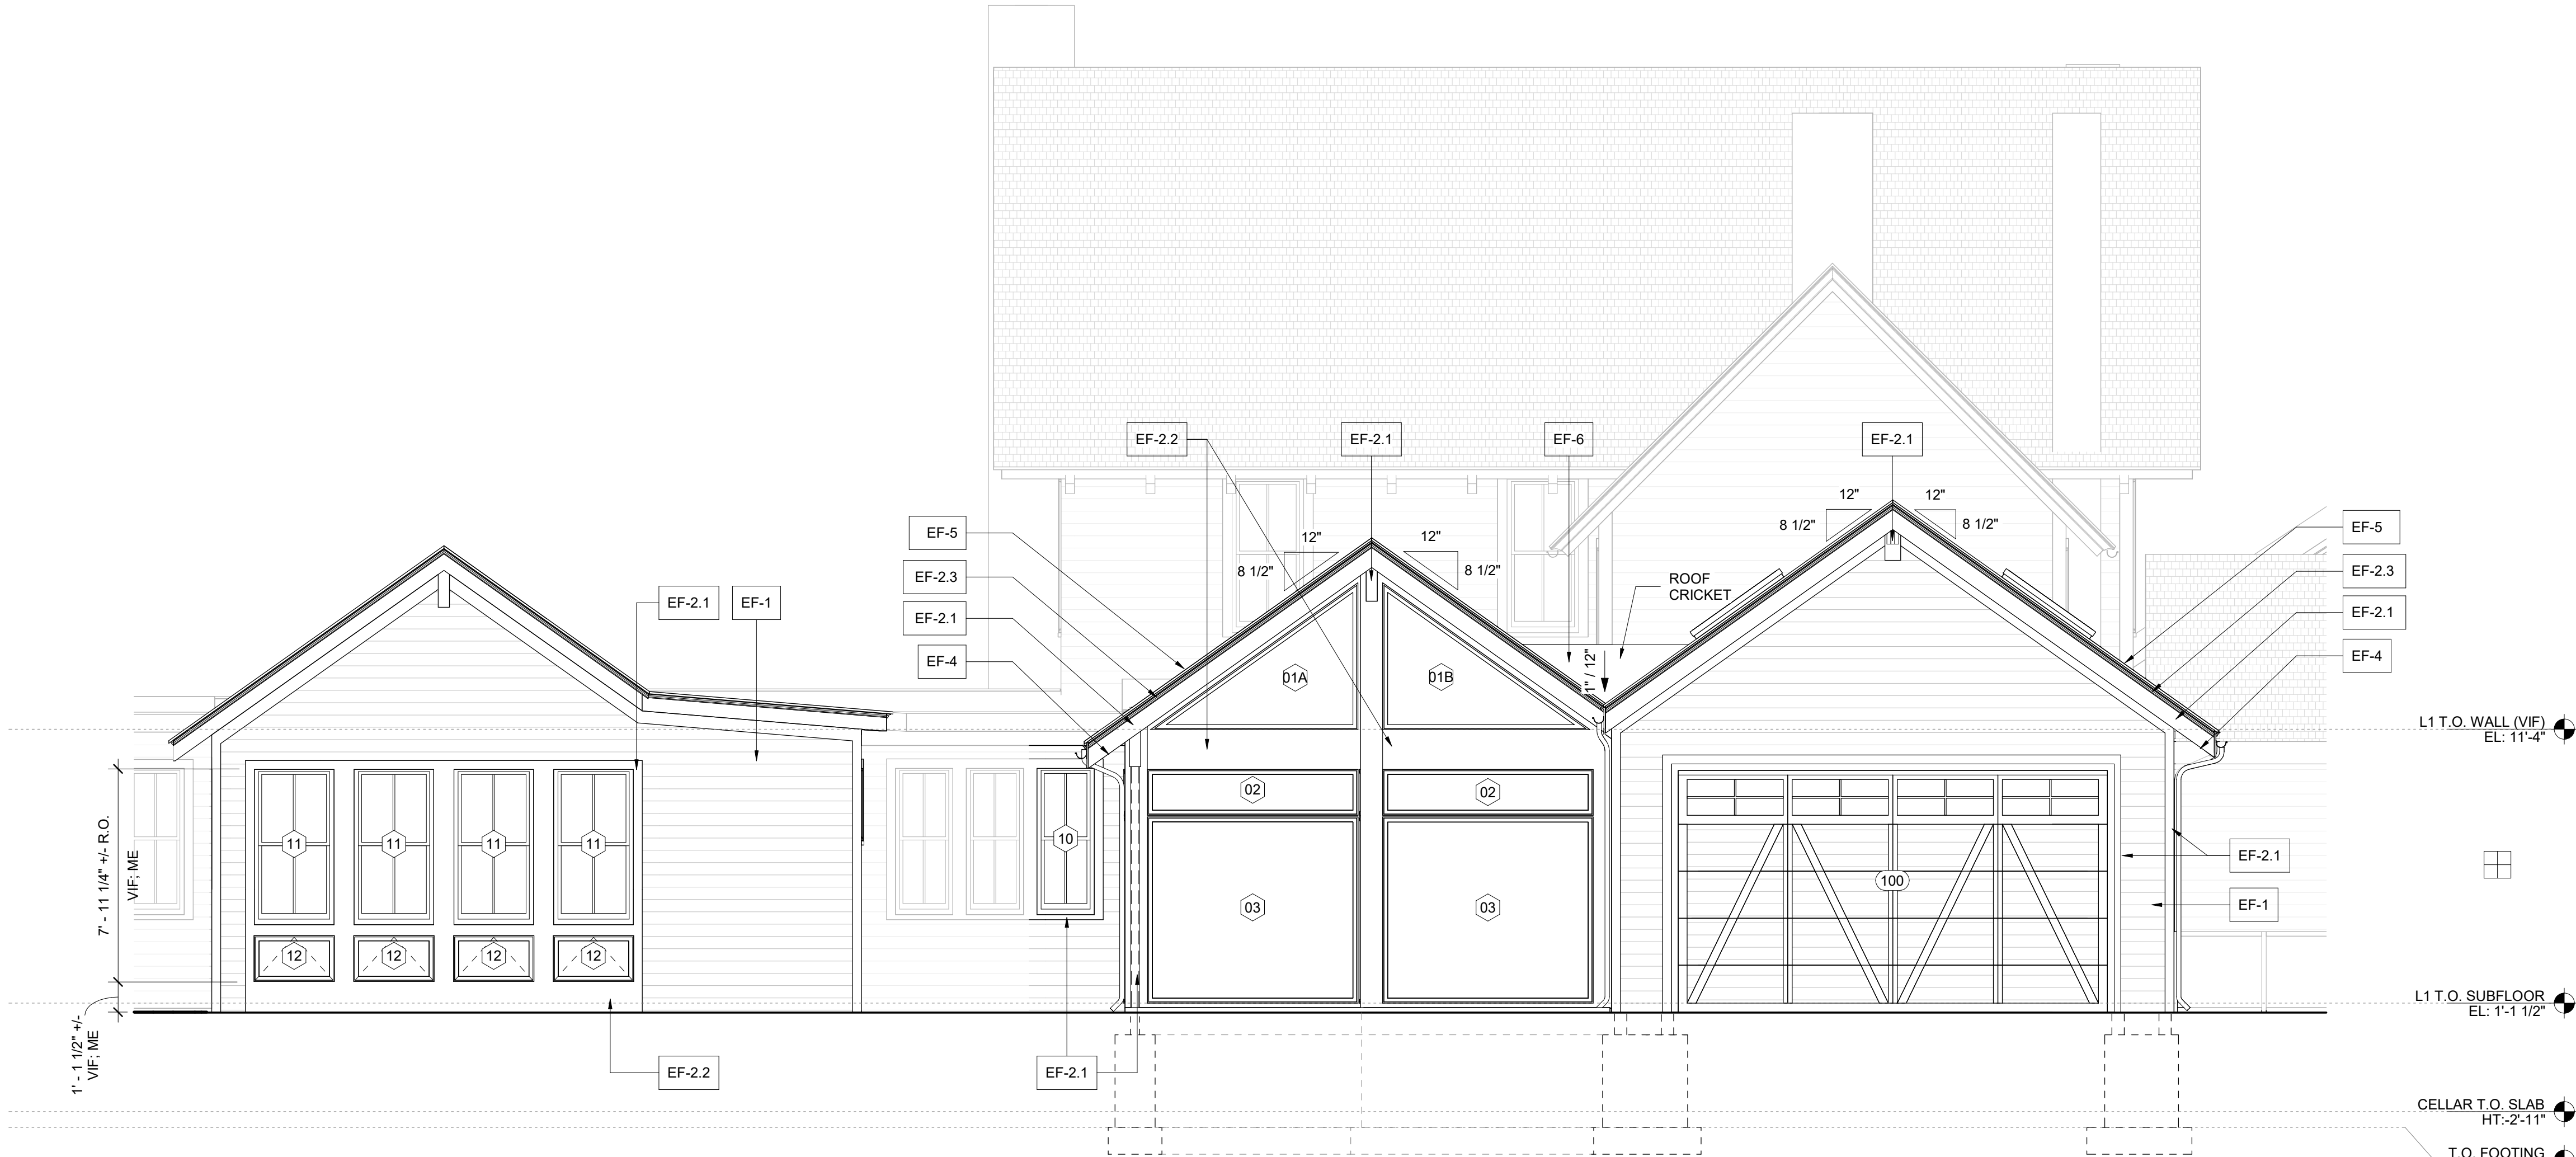 EF-2.2
EF-2.1
EF-6
EF-2.1
12"
12"
8 1/2"
8 1/2"
EF-5
EF-5
12"
12"
8 1/2"
8 1/2"
EF-2.3
EF-2.3
ROOF
CRICKET
EF-2.1
EF-1
EF-2.1
EF-2.1
EF-4
EF-4
1" / 12"
01A
01B
L1 T.O. WALL (VIF)
EL: 11'-4"
7' - 11 1/4" +/- R.O.
VIF; ME
11
11
11
11
10
02
02
EF-2.1
100
EF-1
03
03
12
12
12
12
L1 T.O. SUBFLOOR
EL: 1'-1 1/2"
1' - 1 1/2" +/-
VIF; ME
EF-2.2
EF-2.1
CELLAR T.O. SLAB
HT:-2'-11"
T.O. FOOTING